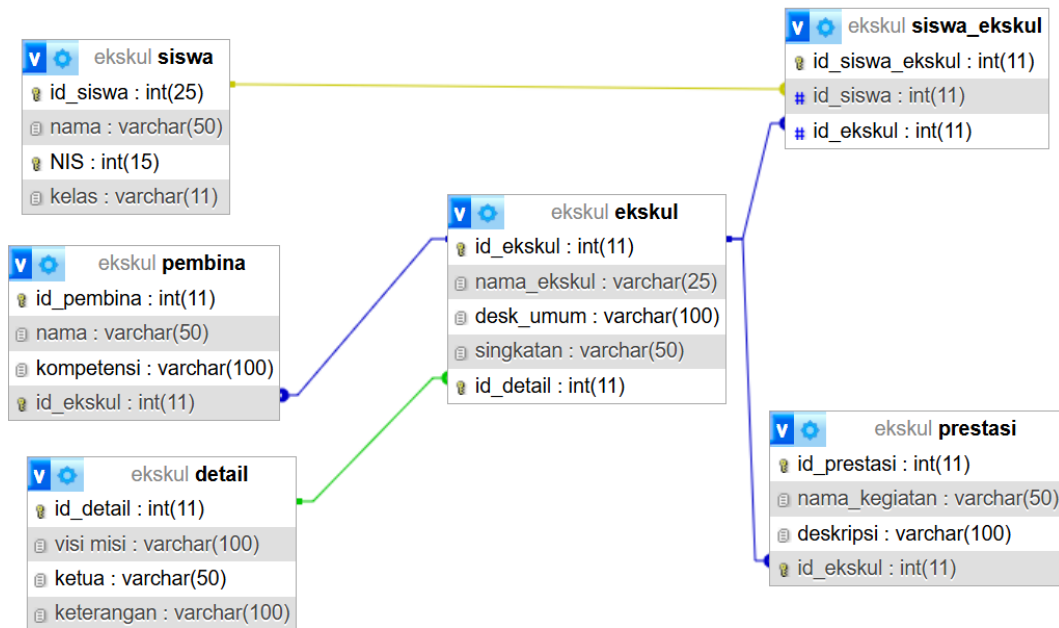 ekskul siswa
id_siswa : int(25)
nama : varchar(50)
NIS : int(15)
kelas : varchar(11)
ekskul siswa_ekskul
id_siswa_ekskul : int(11)
# id_siswa : int(11)
# id_ekskul : int(11)
ekskul pembina
id_pembina : int(11)
nama : varchar(50)
kompetensi : varchar(100)
id_ekskul : int(11)
ekskul ekskul
id_ekskul : int(11)
nama_ekskul : varchar(25)
desk_umum : varchar(100)
singkatan : varchar(50)
id_detail : int(11)
ekskul detail
id_detail : int(11)
visi misi : varchar(100)
ketua : varchar(50)
keterangan : varchar(100)
ekskul prestasi
id_prestasi : int(11)
nama_kegiatan : varchar(50)
deskripsi : varchar(100)
id_ekskul : int(11)